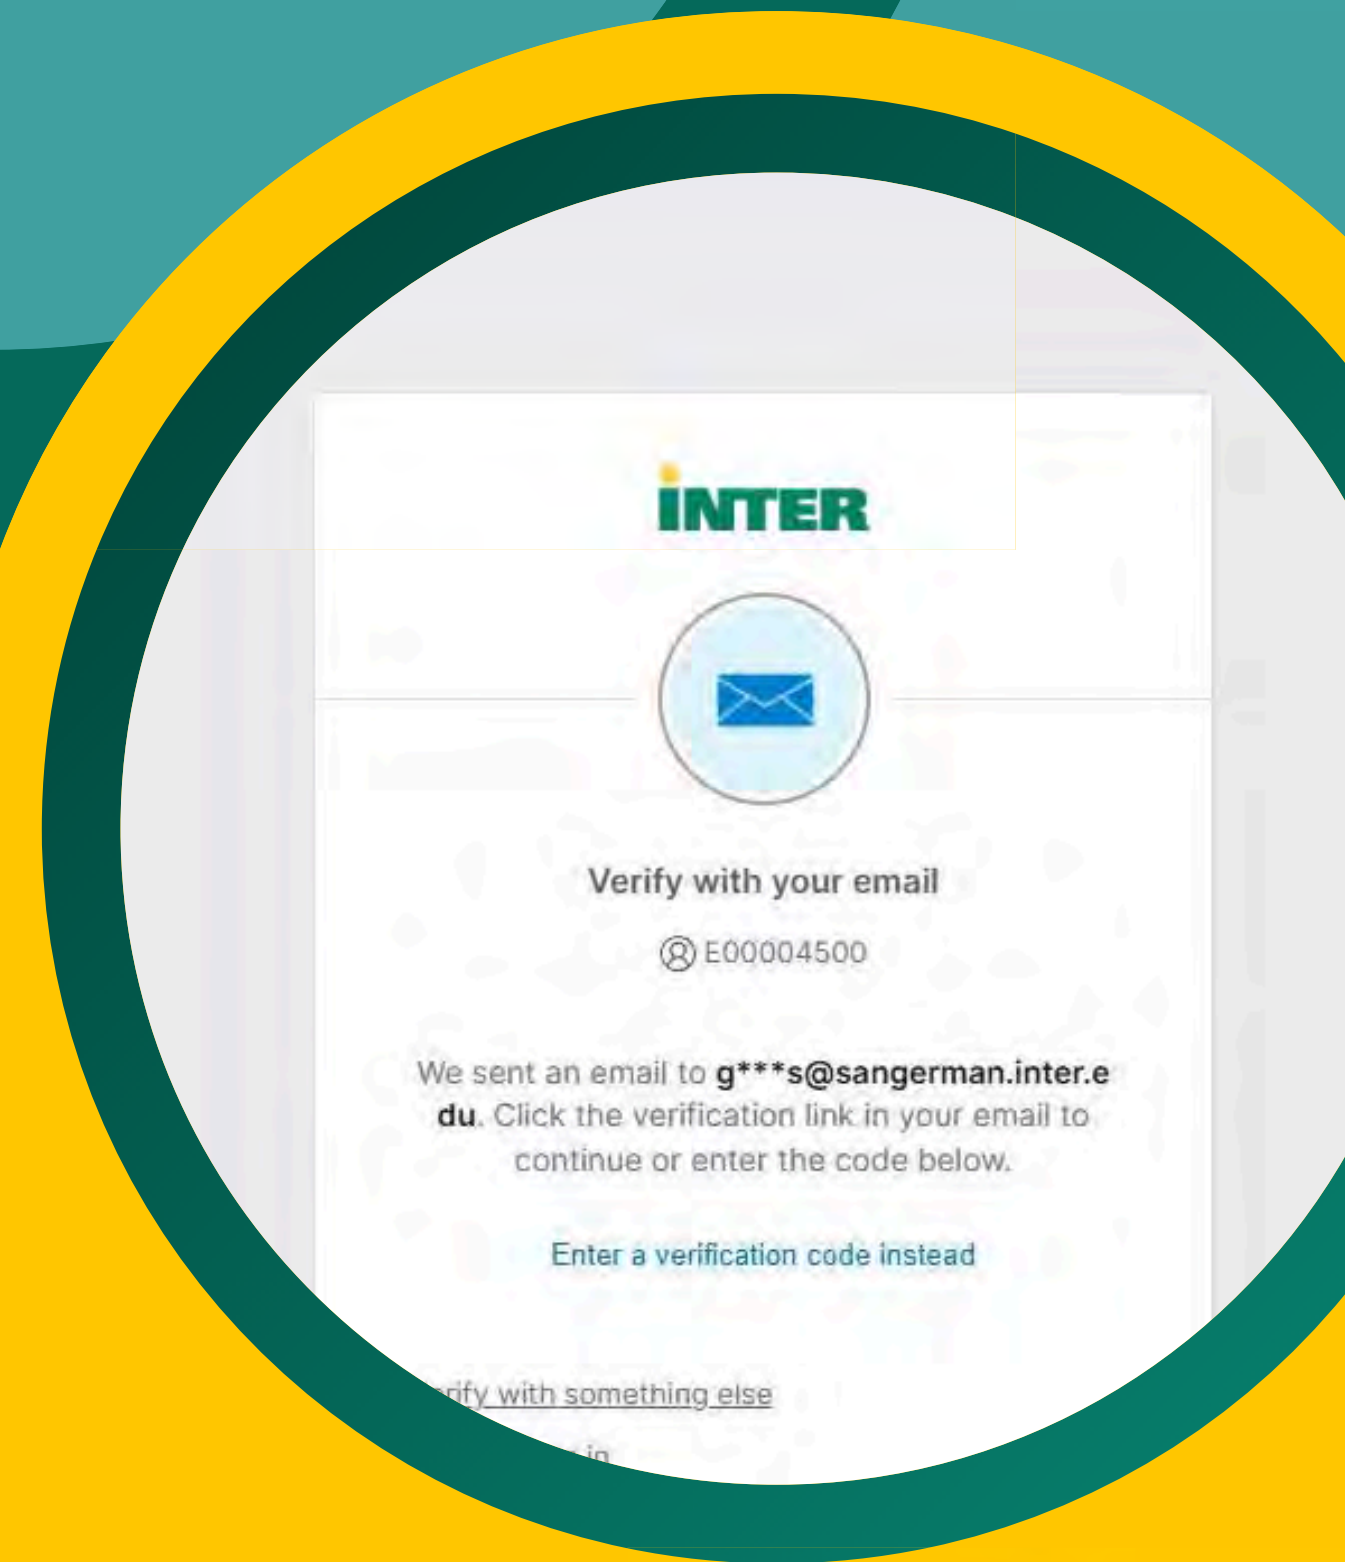 INTER
Verify with your email
E00004500
We sent an email to g***s@sangerman.inter.e
du. Click the verification link in your email to
continue or enter the code below.
Enter a verification code instead
with something else
in